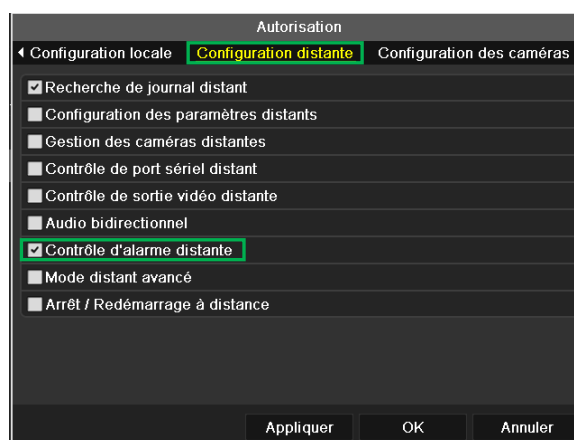 Autorisation
Configuration locale Configuration distante Configuration des caméras
Recherche de journal distant
Configuration des paramètres distants
Gestion des caméras distantes
Contrôle de port sériel distant
Contrôle de sortie vidéo distante
Audio bidirectionnel
Contrôle d'alarme distante
Mode distant avancé
Arrêt / Redémarrage à distance
Appliquer OK Annuler